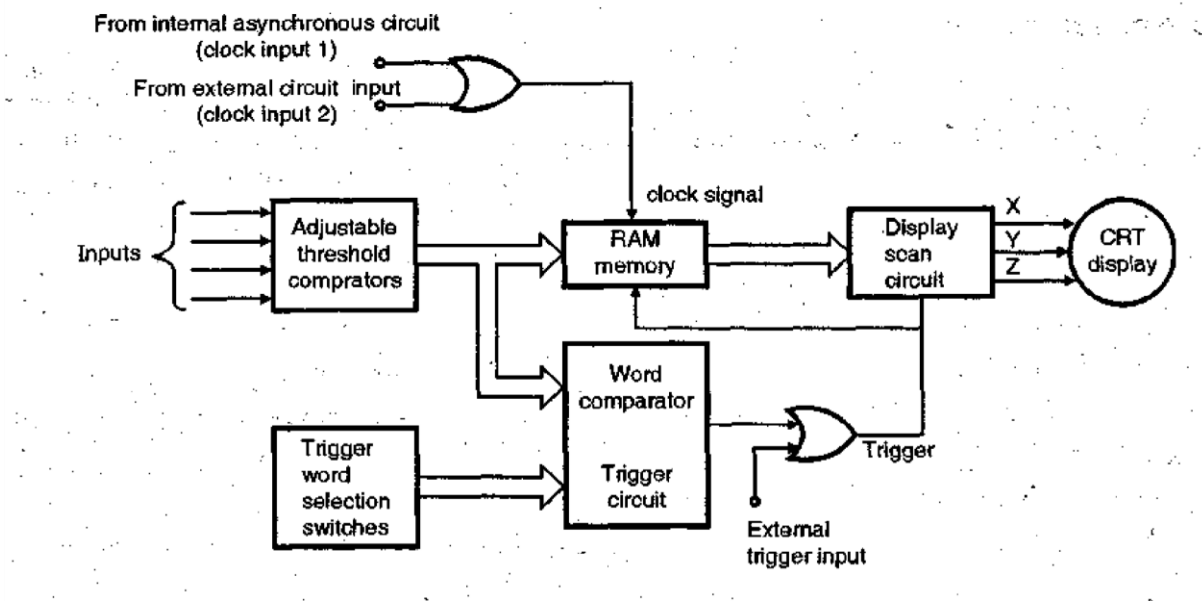 From internal asynchronous circuit
(clock input 1)
From external circuit input
(clock input 2)
clock signal
Inputs
Adjustable
threshold
comprators
RAM
memory
Display
scan
circuit
X
Y
Z
CRT
display
Word
comparator
Trigger
circuit
Trigger
word
selection
switches
Trigger
External
trigger input